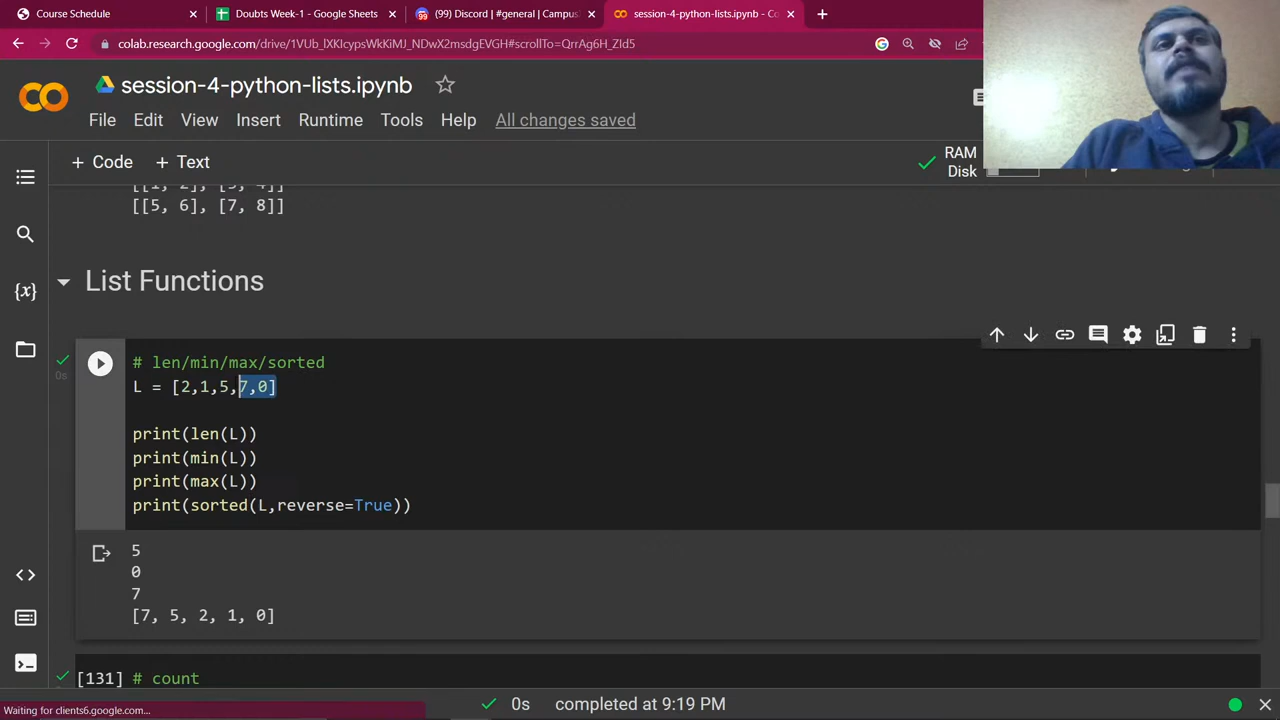 Course Schedule
Doubts Week-1 - Google Sheets
(99) Discord | #general | Campus
session-4-python-lists.ipynb - Co
colab.research.google.com/drive/1VUb_lXKIcypsWkKiMJ_NDwX2msdgEVGH#scrollTo=QrrAg6H_ZId5
session-4-python-lists.ipynb
File Edit View Insert Runtime Tools Help All changes saved
+ Code + Text
RAM
Disk
[[5, 6], [7, 8]]
List Functions
# len/min/max/sorted
L = [2,1,5,7,0]
print(len(L))
print(min(L))
print(max(L))
print(sorted(L,reverse=True))
0s
5
0
7
[7, 5, 2, 1, 0]
[131] # count
Waiting for clients6.google.com...
0s completed at 9:19 PM